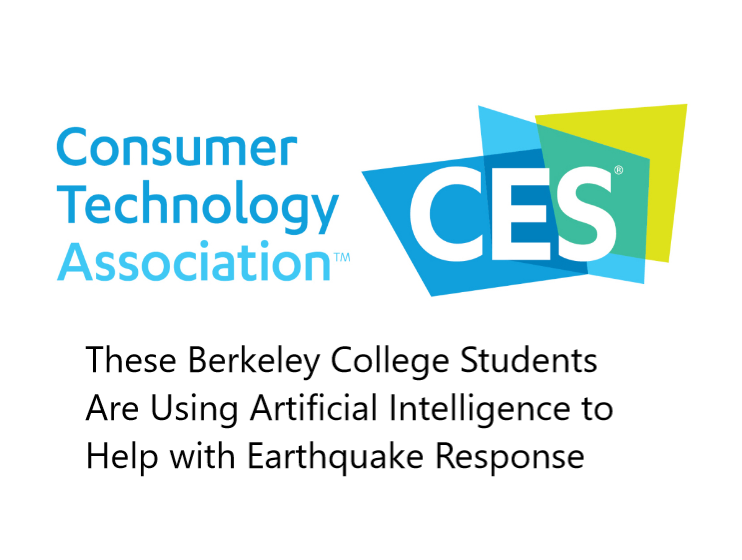 Consumer
Technology
Association™
CES®
These Berkeley College Students
Are Using Artificial Intelligence to
Help with Earthquake Response